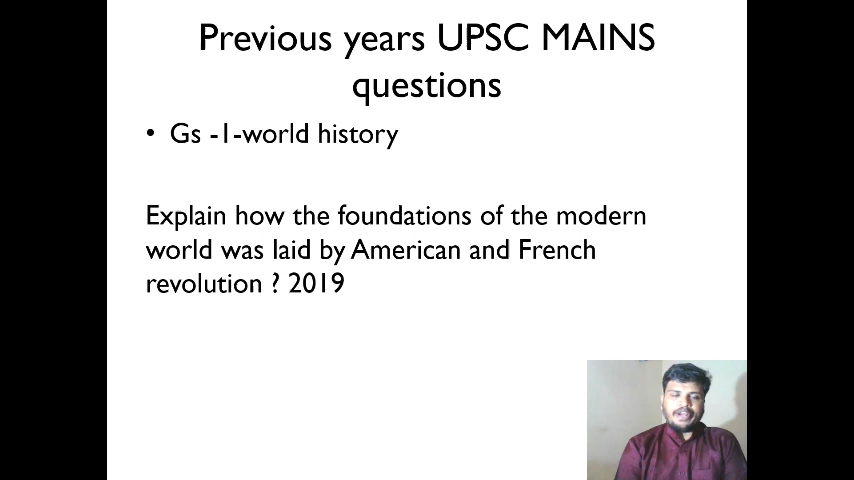 Previous years UPSC MAINS
questions
• Gs -1-world history
Explain how the foundations of the modern
world was laid by American and French
revolution ? 2019